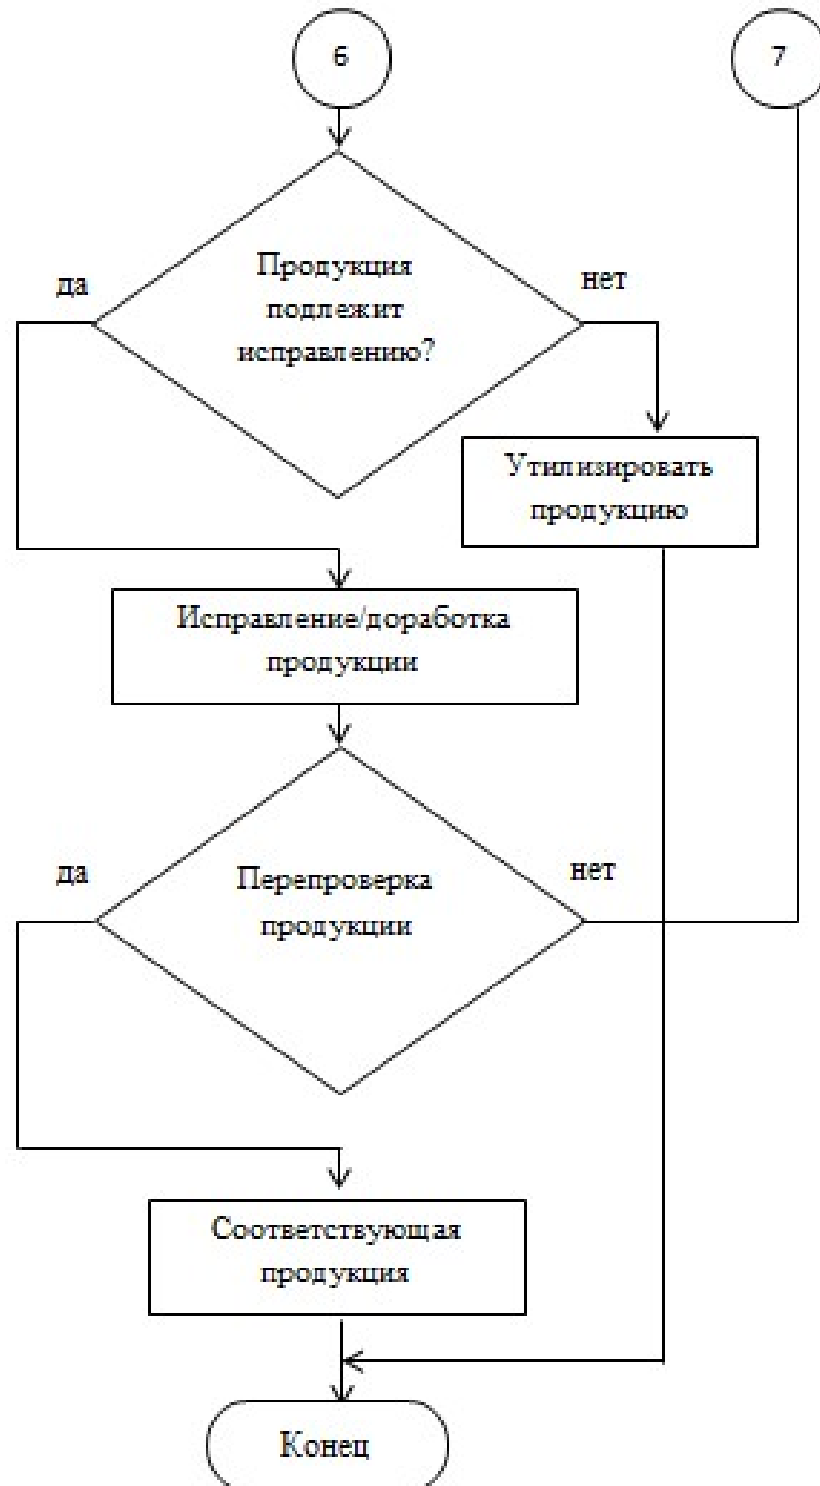 6
7
Продукция
подлежит
исправлению?
да
нет
Утилизировать
продукцию
Исправление/доработка
продукции
Перепроверка
продукции
да
нет
Соответствующая
продукция
Конец